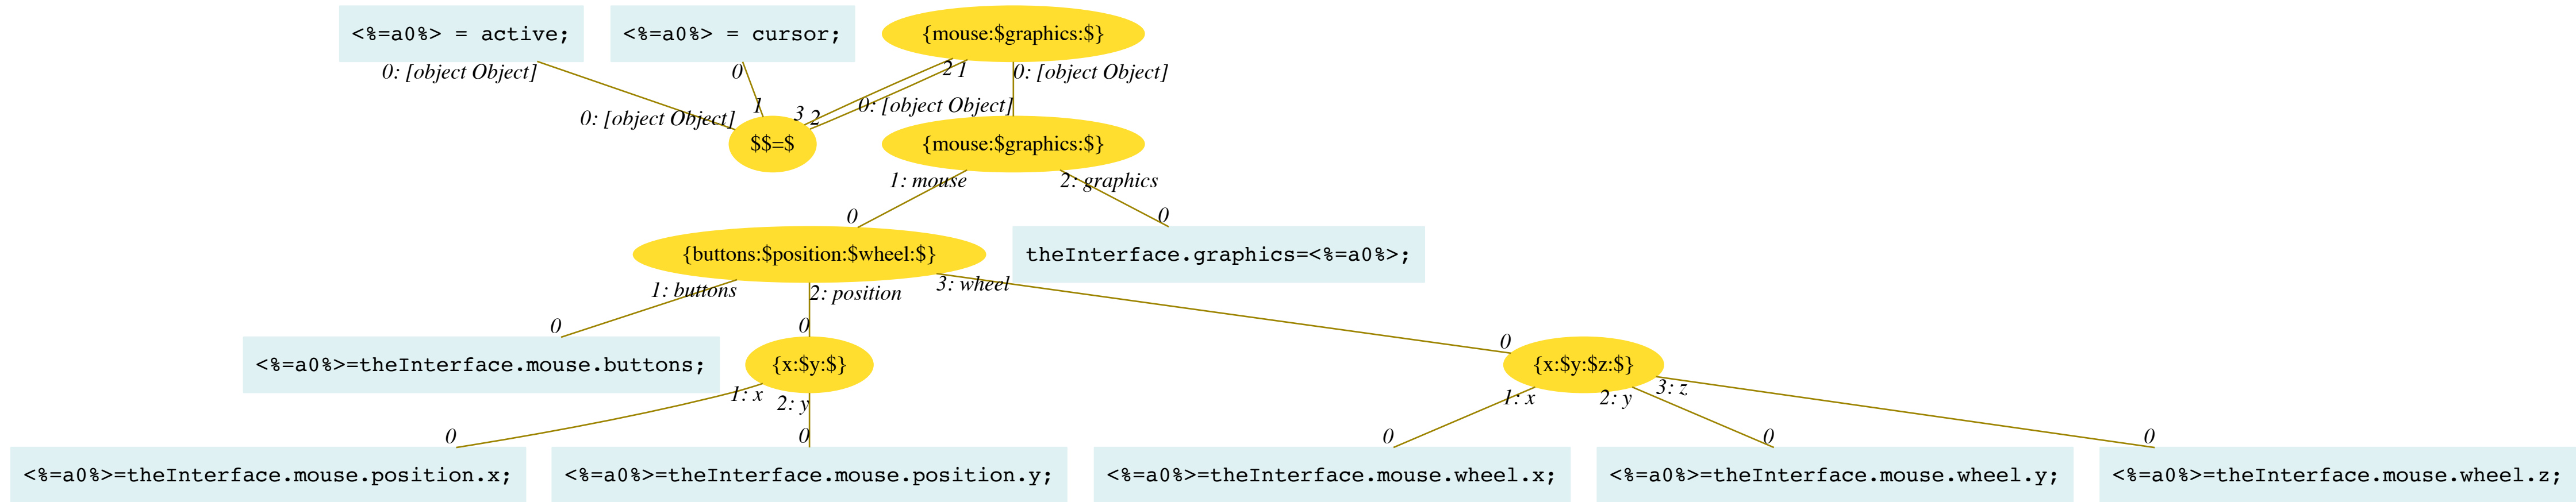 <%=a0%> = active;
<%=a0%> = cursor;
{mouse:$graphics:$}
0: [object Object]
0
2
1
0: [object Object]
0: [object Object]
1
3
2
0: [object Object]
$$=$
{mouse:$graphics:$}
1: mouse
2: graphics
0
0
{buttons:$position:$wheel:$}
theInterface.graphics=<%=a0%>;
1: buttons
2: position
3: wheel
0
0
0
<%=a0%>=theInterface.mouse.buttons;
{x:$y:$}
{x:$y:$z:$}
1: x
2: y
1: x
2: y
3: z
0
0
0
0
0
<%=a0%>=theInterface.mouse.position.x;
<%=a0%>=theInterface.mouse.position.y;
<%=a0%>=theInterface.mouse.wheel.x;
<%=a0%>=theInterface.mouse.wheel.y;
<%=a0%>=theInterface.mouse.wheel.z;